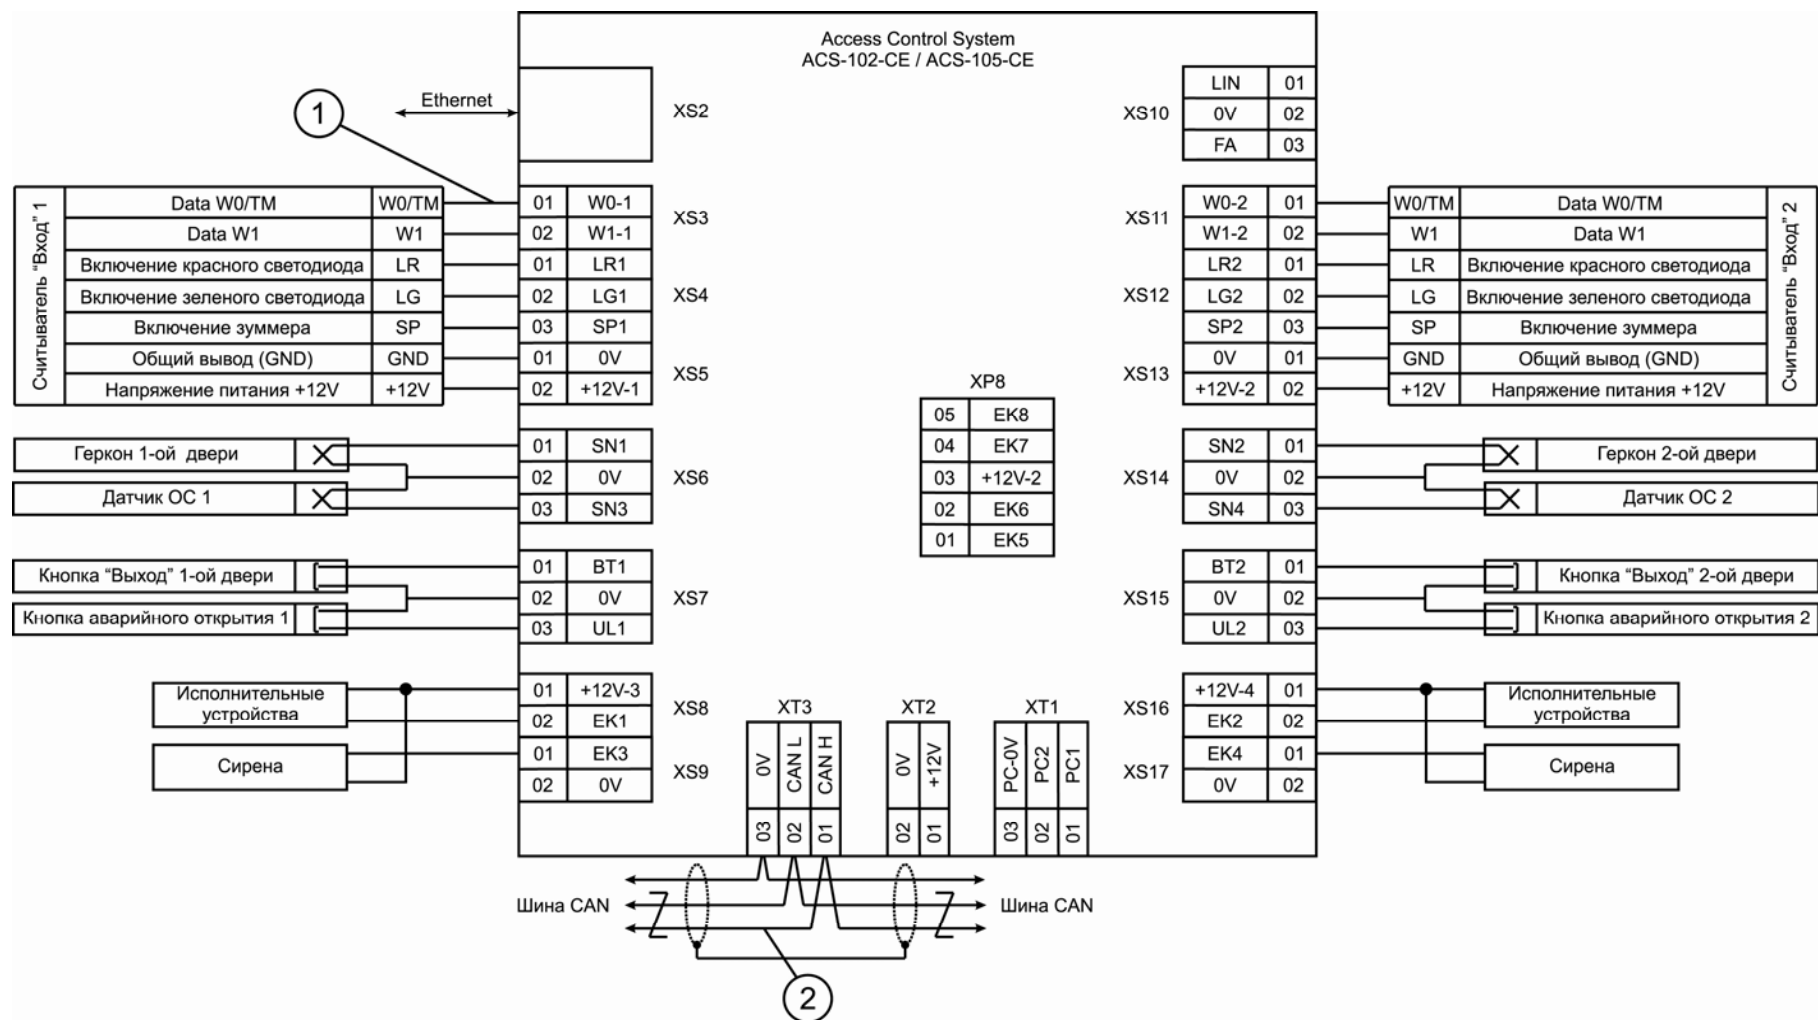 Access Control System
ACS-102-CE / ACS-105-CE
1
Ethernet
XS2
XS10
LIN 01
0V 02
FA 03
Считыватель “Вход” 1
Data W0/TM W0/TM 01 W0-1
Data W1 W1 02 W1-1
XS3
Включение красного светодиода LR 01 LR1
Включение зеленого светодиода LG 02 LG1
Включение зуммера SP 03 SP1
XS4
Общий вывод (GND) GND 01 0V
Напряжение питания +12V +12V 02 +12V-1
XS5
XS11
W0-2 01 W0/TM Data W0/TM
W1-2 02 W1 Data W1
XS12
LR2 01 LR Включение красного светодиода
LG2 02 LG Включение зеленого светодиода
SP2 03 SP Включение зуммера
XS13
0V 01 GND Общий вывод (GND)
+12V-2 02 +12V Напряжение питания +12V
Считыватель “Вход” 2
XP8
05 EK8
04 EK7
03 +12V-2
02 EK6
01 EK5
Геркон 1-ой двери
Датчик ОС 1
01 SN1
02 0V
03 SN3
XS6
XS14
SN2 01
0V 02
SN4 03
Геркон 2-ой двери
Датчик ОС 2
Кнопка “Выход” 1-ой двери
Кнопка аварийного открытия 1
01 BT1
02 0V
03 UL1
XS7
XS15
BT2 01
0V 02
UL2 03
Кнопка “Выход” 2-ой двери
Кнопка аварийного открытия 2
Исполнительные
устройства
Сирена
01 +12V-3
02 EK1
XS8
01 EK3
02 0V
XS9
XS16
+12V-4 01
EK2 02
XS17
EK4 01
0V 02
Исполнительные
устройства
Сирена
XT3
0V CAN L CAN H
03 02 01
XT2
0V +12V
02 01
XT1
PC-0V PC2 PC1
03 02 01
Шина CAN
Шина CAN
2